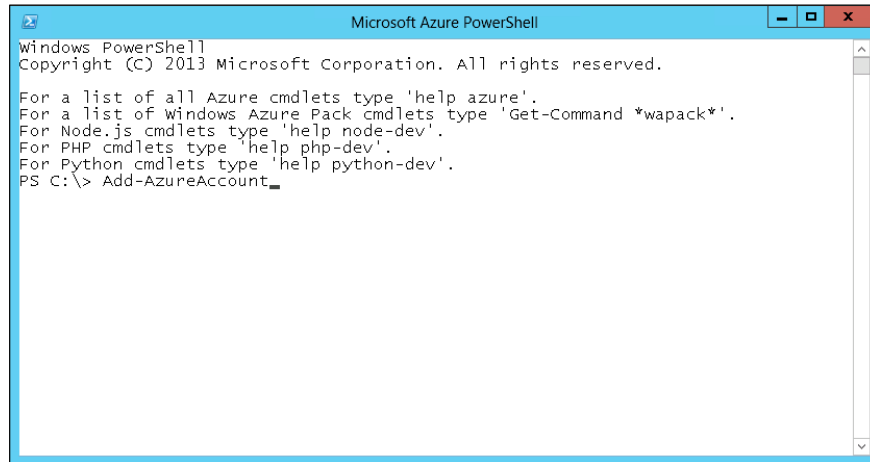 Microsoft Azure PowerShell
Windows PowerShell
Copyright (C) 2013 Microsoft Corporation. All rights reserved.
For a list of all Azure cmdlets type 'help azure'.
For a list of Windows Azure Pack cmdlets type 'Get-Command *wapack*'.
For Node.js cmdlets type 'help node-dev'.
For PHP cmdlets type 'help php-dev'.
For Python cmdlets type 'help python-dev'.
PS C:\> Add-AzureAccount_